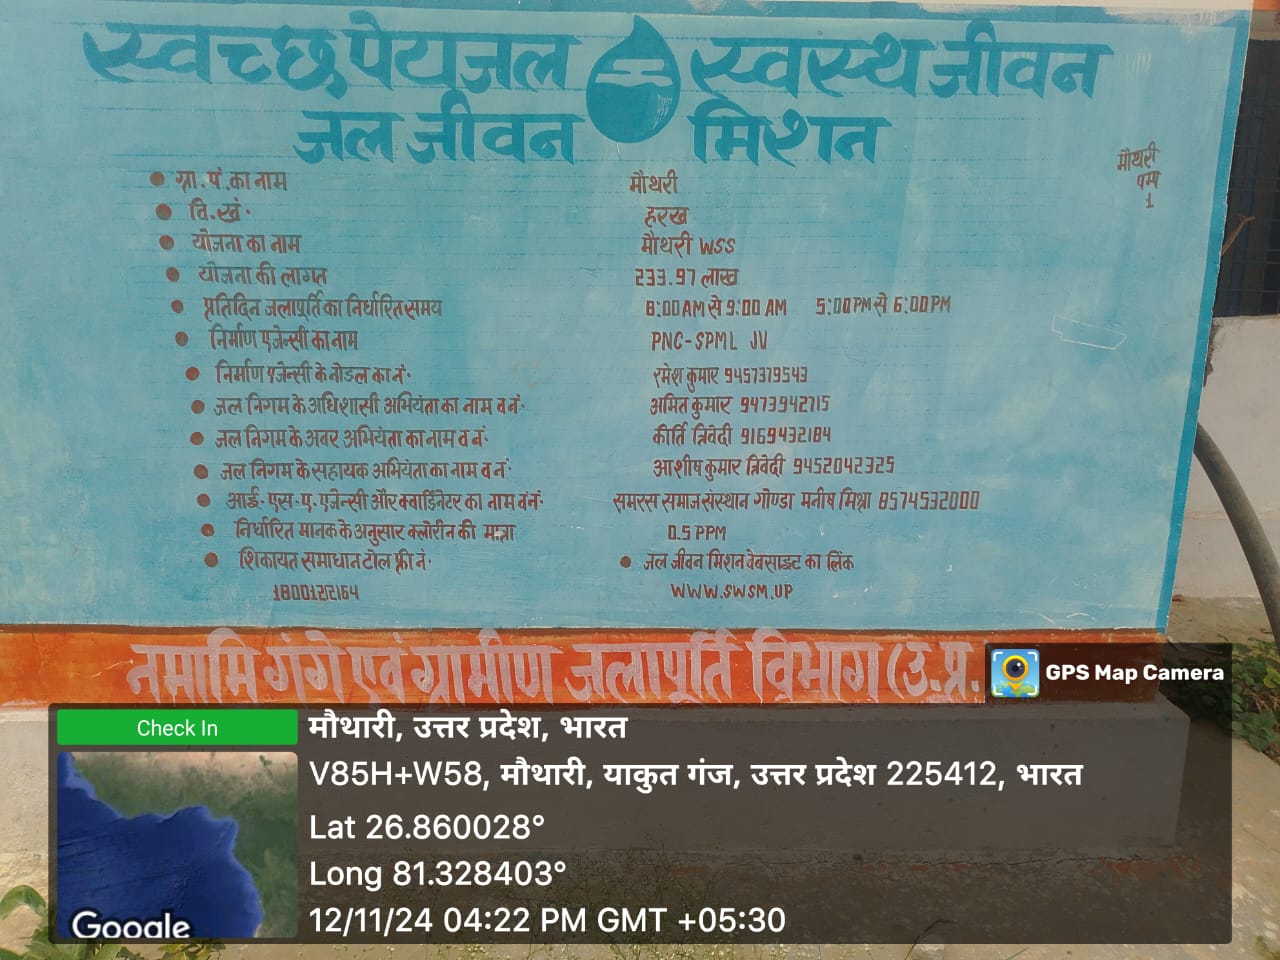 स्वच्छ पेयजल स्वस्थ जीवन
जल जीवन मिशन
मौथरी
पम्प
1
• ग्रा.पं.का नाम मौथरी
• वि.खं. हरख
• योजना का नाम मौथरी WSS
• योजना की लागत 233.97 लाख
• प्रतिदिन जलापूर्ति का निर्धारित समय 8:00 AM से 9:00 AM 5:00 PM से 6:00 PM
• निर्माण एजेन्सी का नाम PNC-SPML JV
• निर्माण एजेन्सी के नोडल का नं. रमेश कुमार 9457379543
• जल निगम के अधिशासी अभियंता का नाम व नं. अमित कुमार 9473942715
• जल निगम के अवर अभियंता का नाम व नं. कीर्ति त्रिवेदी 9169432184
• जल निगम के सहायक अभियंता का नाम व नं. आशीष कुमार त्रिवेदी 9452042325
• आई.एस.ए.एजेन्सी और क्वार्डिनेटर का नाम व नं. समरस समाज संस्थान गोण्डा मनीष मिश्रा 8574532000
• निर्धारित मानक के अनुसार क्लोरीन की मात्रा 0.5 PPM
• शिकायत समाधान टोल फ्री नं. • जल जीवन मिशन वेबसाइट का लिंक
WWW.SWSM.UP
नमामि गंगे एवं ग्रामीण जलापूर्ति विभाग (उ.प्र.
GPS Map Camera
Check In
मौथारी, उत्तर प्रदेश, भारत
V85H+W58, मौथारी, याकुत गंज, उत्तर प्रदेश 225412, भारत
Lat 26.860028°
Long 81.328403°
12/11/24 04:22 PM GMT +05:30
Google